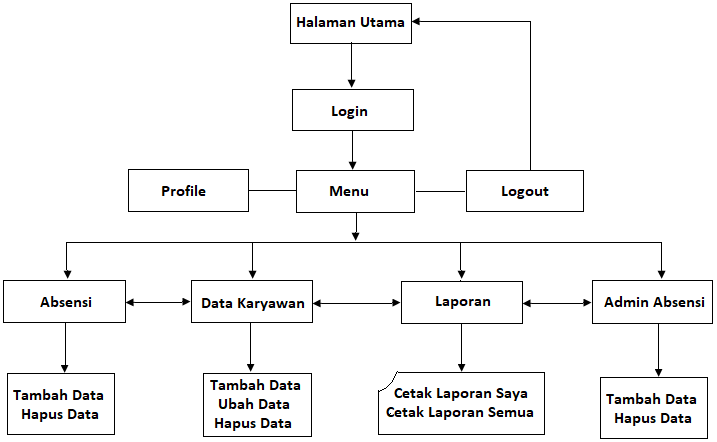 Halaman Utama
Login
Profile
Menu
Logout
Absensi
Data Karyawan
Laporan
Admin Absensi
Tambah Data
Hapus Data
Tambah Data
Ubah Data
Hapus Data
Cetak Laporan Saya
Cetak Laporan Semua
Tambah Data
Hapus Data